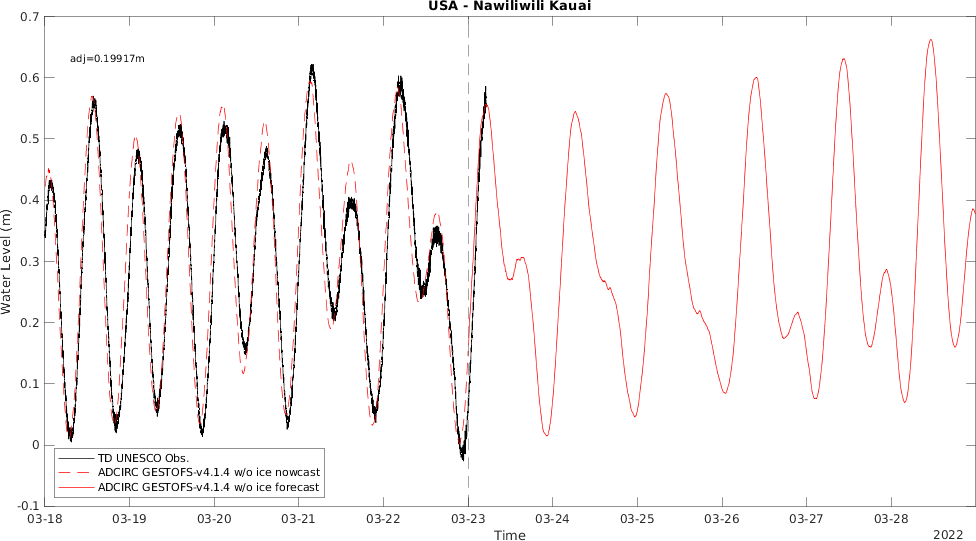 USA - Nawiliwili Kauai
adj=0.19917m
0.7
0.6
0.5
0.4
0.3
0.2
0.1
0
-0.1
Water Level (m)
TD UNESCO Obs.
ADCIRC GESTOFS-v4.1.4 w/o ice nowcast
ADCIRC GESTOFS-v4.1.4 w/o ice forecast
03-18 03-19 03-20 03-21 03-22 03-23 03-24 03-25 03-26 03-27 03-28
Time
2022